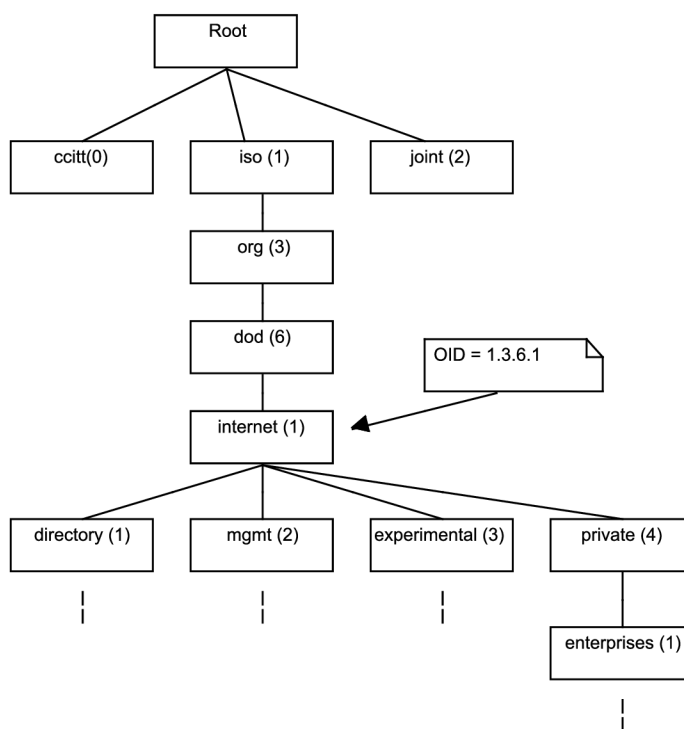 Root
ccitt(0)
iso (1)
joint (2)
org (3)
dod (6)
OID = 1.3.6.1
internet (1)
directory (1)
mgmt (2)
experimental (3)
private (4)
enterprises (1)